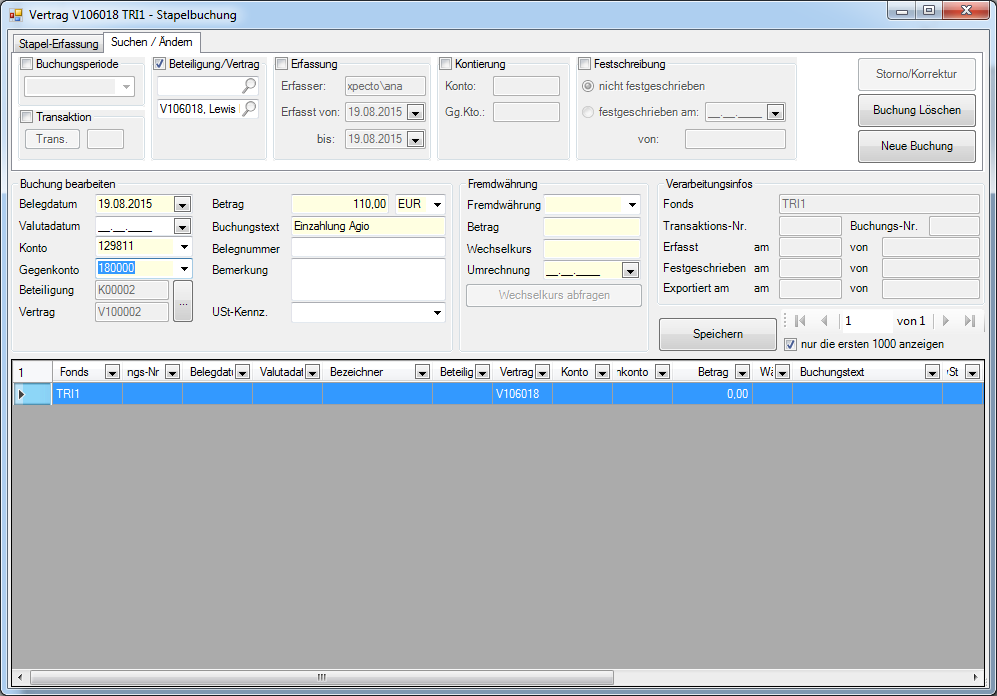 Vertrag V106018 TRI1 - Stapelbuchung
Stapel-Erfassung
Suchen / Ändern
Buchungsperiode
Transaktion
Trans.
Beteiligung/Vertrag
V106018, Lewis
Erfassung
Erfasser: xpecto\ana
Erfasst von: 19.08.2015
bis: 19.08.2015
Kontierung
Konto:
Gg.Kto.:
Festschreibung
nicht festgeschrieben
festgeschrieben am: __.__.____
von:
Storno/Korrektur
Buchung Löschen
Neue Buchung
Buchung bearbeiten
Belegdatum 19.08.2015
Valutadatum __.__.____
Konto 129811
Gegenkonto 180000
Beteiligung K00002
Vertrag V100002
...
Betrag 110,00 EUR
Buchungstext Einzahlung Agio
Belegnummer
Bemerkung
USt-Kennz.
Fremdwährung
Fremdwährung
Betrag
Wechselkurs
Umrechnung __.__.____
Wechselkurs abfragen
Verarbeitungsinfos
Fonds TRI1
Transaktions-Nr. Buchungs-Nr.
Erfasst am von
Festgeschrieben am von
Exportiert am am von
Speichern
1 von 1
nur die ersten 1000 anzeigen
1 Fonds ngs-Nr Belegdatu Valutadat Bezeichner Beteilig Vertrag Konto nkonto Betrag Wä Buchungstext St
TRI1 V106018 0,00